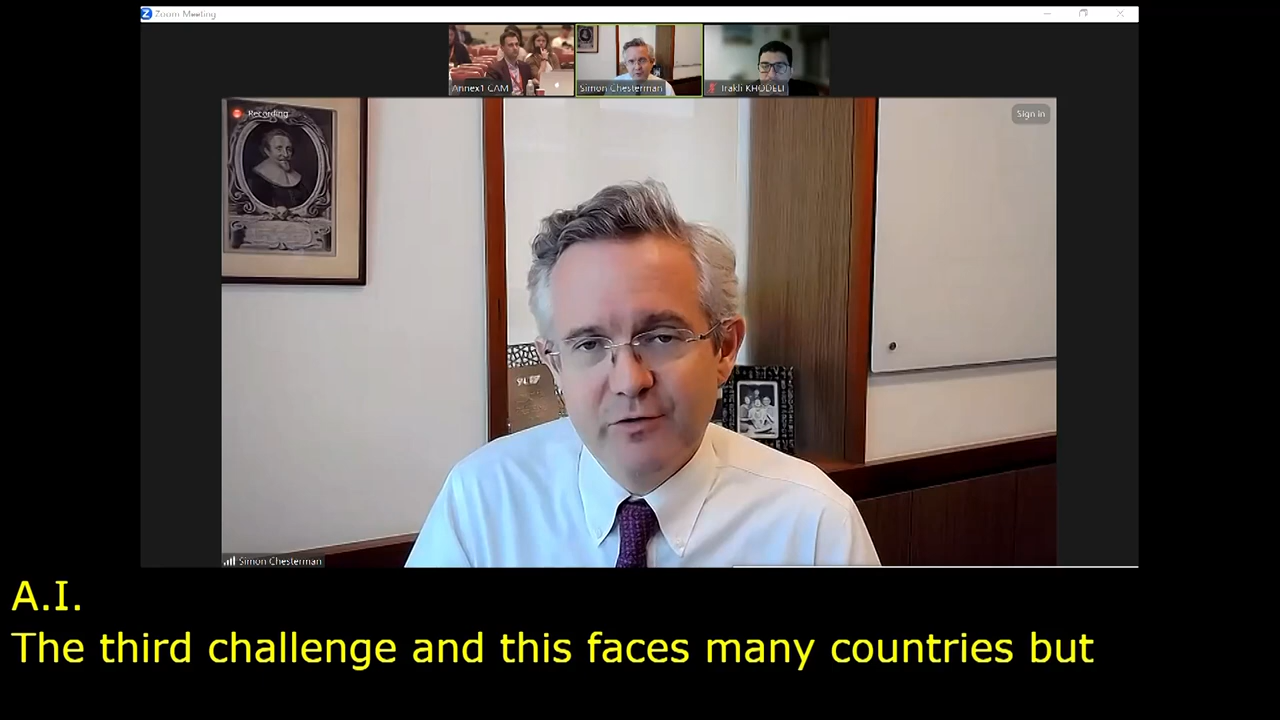 Zoom Meeting
Annex1 CAM
Simon Chesterman
Irakli KHODELI
Recording
Sign in
Simon Chesterman
A.I.
The third challenge and this faces many countries but